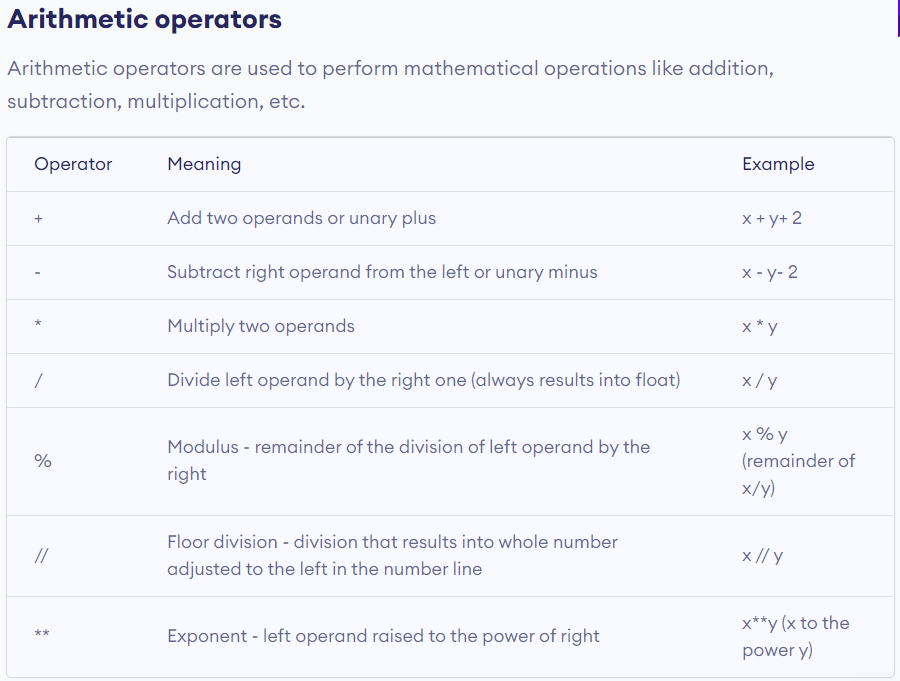 Arithmetic operators
Arithmetic operators are used to perform mathematical operations like addition,
subtraction, multiplication, etc.
Operator Meaning Example
+ Add two operands or unary plus x + y+ 2
- Subtract right operand from the left or unary minus x - y- 2
* Multiply two operands x * y
/ Divide left operand by the right one (always results into float) x / y
% Modulus - remainder of the division of left operand by the
right
x % y
(remainder of
x/y)
// Floor division - division that results into whole number
adjusted to the left in the number line
x // y
** Exponent - left operand raised to the power of right
x**y (x to the
power y)